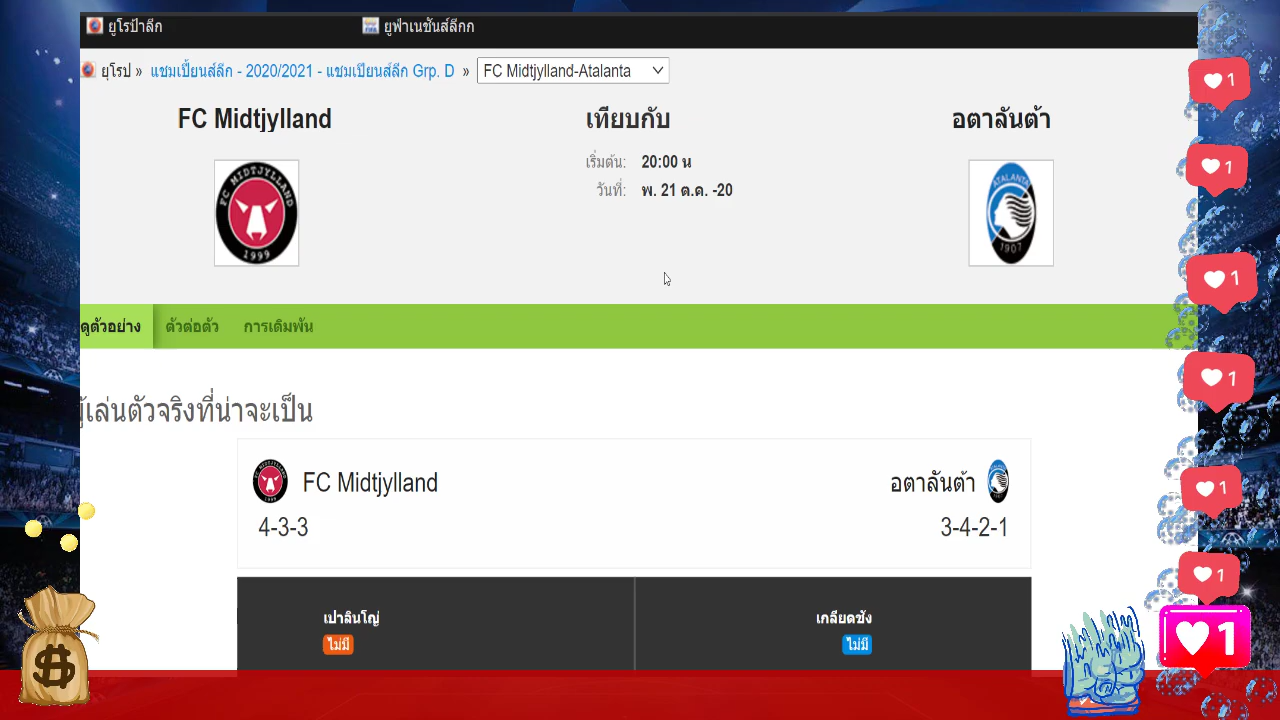 ยูโรป้าลีก ยูฟ่าเนชันส์ลีกก
ยุโรป » แชมเปี้ยนส์ลีก - 2020/2021 - แชมเปียนส์ลีก Grp. D » FC Midtjylland-Atalanta
FC Midtjylland เทียบกับ อตาลันต้า
เริ่มต้น: 20:00 น
วันที่: พ. 21 ต.ค. -20
FC MIDTJYLLAND
1999
ATALANTA
1907
ดูตัวอย่าง ตัวต่อตัว การเดิมพัน
ผู้เล่นตัวจริงที่น่าจะเป็น
FC Midtjylland อตาลันต้า
4-3-3 3-4-2-1
เปาลินโญ่ เกลียดชัง
ไม่มี ไม่มี
1
1
1
1
1
1
1
$